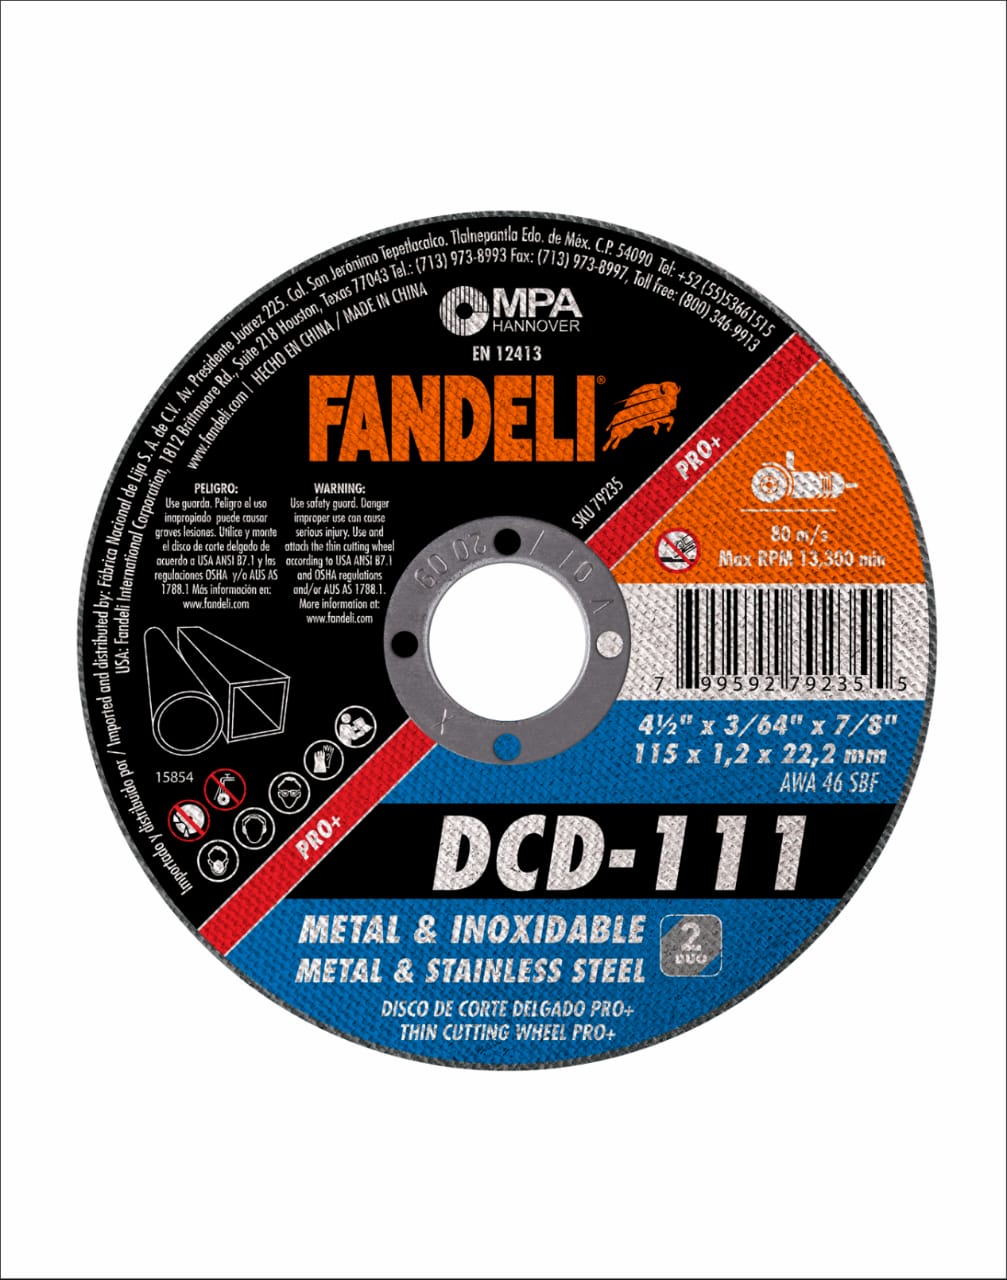 Importado y distribuido por / Imported and distributed by: Fábrica Nacional de Lija S. A. de C.V. Av. Presidente Juárez 225. Col. San Jerónimo Tepetlacalco. Tlalnepantla Edo. de Méx. C.P. 54090 Tel: +52 (55)53661515
USA: Fandeli International Corporation, 1812 Brittmoore Rd., Suite 218 Houston, Texas 77043 Tel.: (713) 973-8993 Fax: (713) 973-8997, Toll Free: (800) 346-9913
www.fandeli.com | HECHO EN CHINA / MADE IN CHINA
MPA
HANNOVER
EN 12413
FANDELI®
PRO+
SKU 79235
PELIGRO:
Use guarda. Peligro el uso
inapropiado puede causar
graves lesiones. Utilice y monte
el disco de corte delgado de
acuerdo a USA ANSI B7.1 y las
regulaciones OSHA y/o AUS AS
1788.1 Más información en:
www.fandeli.com
WARNING:
Use safety guard. Danger
improper use can cause
serious injury. Use and
attach the thin cutting wheel
according to USA ANSI B7.1
and OSHA regulations
and/or AUS AS 1788.1.
More information at:
www.fandeli.com
80 m/s
Max RPM 13,300 min
V 01 / 2009
X
7 99592 79235 5
4½" x 3/64" x 7/8"
115 x 1,2 x 22,2 mm
AWA 46 SBF
15854
PRO+
DCD-111
METAL & INOXIDABLE
METAL & STAINLESS STEEL
2
DUO
DISCO DE CORTE DELGADO PRO+
THIN CUTTING WHEEL PRO+